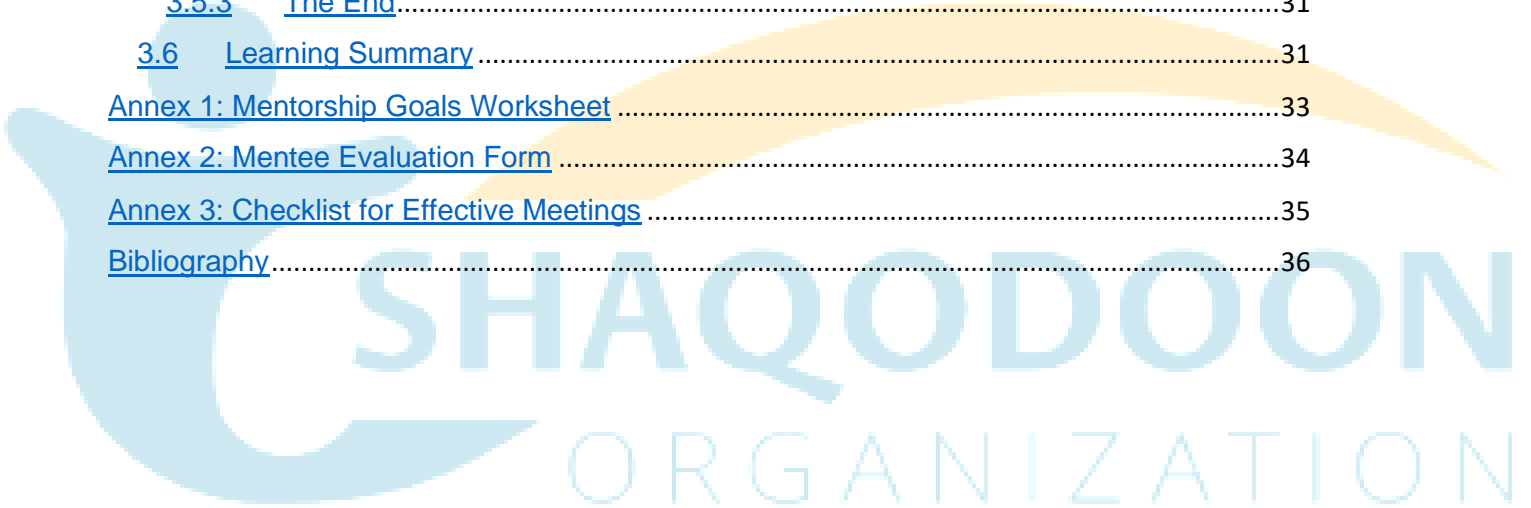 3.5.3 The End........................................................................................................31
3.6 Learning Summary........................................................................................................31
Annex 1: Mentorship Goals Worksheet........................................................................................33
Annex 2: Mentee Evaluation Form........................................................................................34
Annex 3: Checklist for Effective Meetings........................................................................................35
Bibliography........................................................................................................36
SHAQODOON
ORGANIZATION